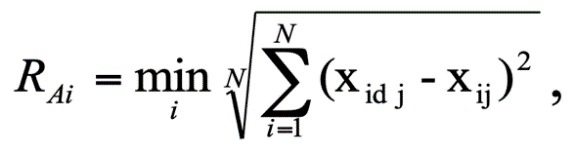 R_{Ai} = \min_{i} \sqrt[N]{\sum_{i=1}^{N} (x_{id j} - x_{ij})^2} ,